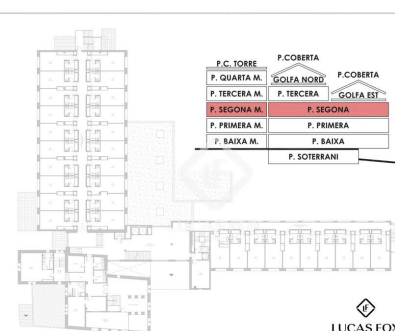 P.C. TORRE
P.COBERTA
P. QUARTA M.
GOLFA NORD
P.COBERTA
P. TERCERA M.
P. TERCERA
GOLFA EST
P. SEGONA M.
P. SEGONA
P. PRIMERA M.
P. PRIMERA
P. BAIXA M.
P. BAIXA
P. SOTERRANI
LUCAS FOX